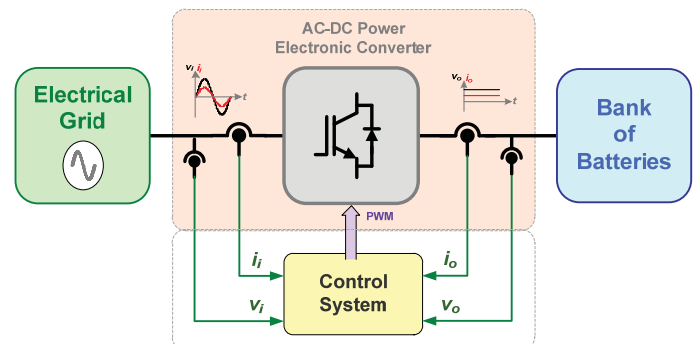 AC-DC Power
Electronic Converter
vi ii
t
vo io
t
Electrical
Grid
Bank
of
Batteries
PWM
ii
io
Control
System
vi
vo